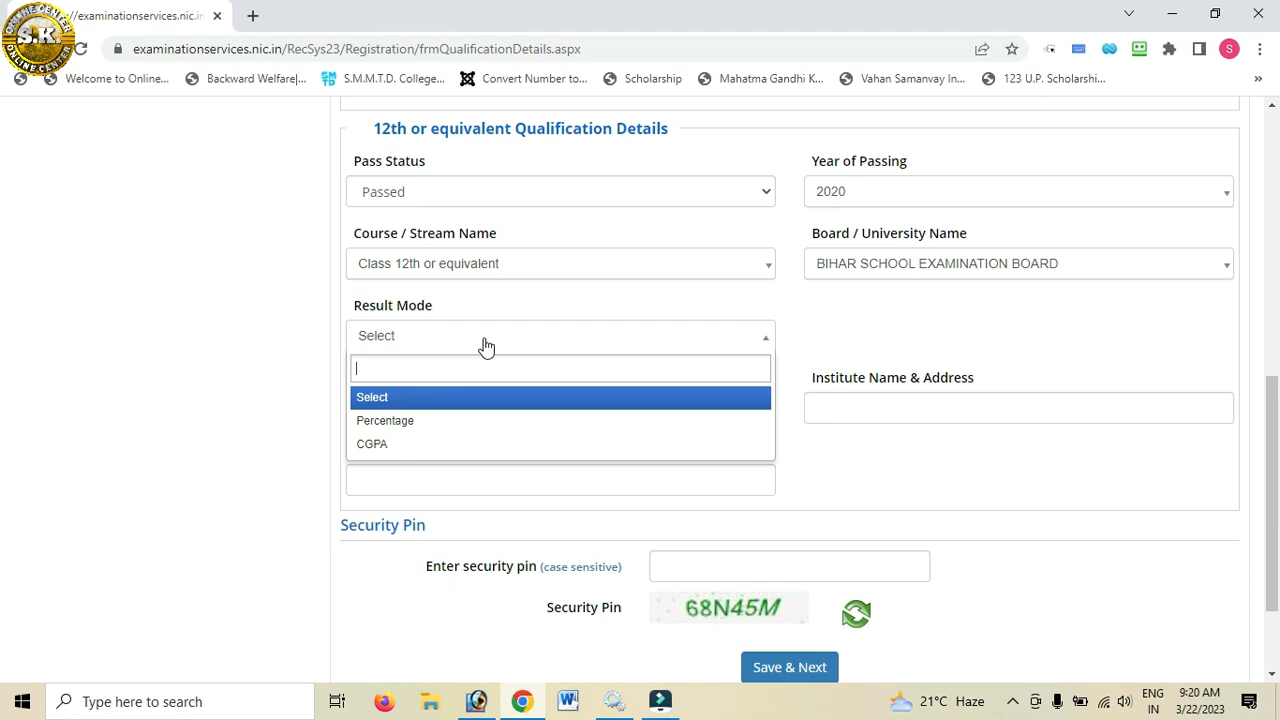 //examinationservices.nic.in
examinationservices.nic.in/RecSys23/Registration/frmQualificationDetails.aspx
S
Welcome to Online...
Backward Welfare|...
S.M.M.T.D. College...
Convert Number to...
Scholarship
Mahatma Gandhi K...
Vahan Samanvay In...
123 U.P. Scholarshi...
»
ONLINE CENTER
S.K.
ONLINE CENTER
12th or equivalent Qualification Details
Pass Status
Year of Passing
Passed
2020
Course / Stream Name
Board / University Name
Class 12th or equivalent
BIHAR SCHOOL EXAMINATION BOARD
Result Mode
Select
Select
Percentage
CGPA
Institute Name & Address
Security Pin
Enter security pin (case sensitive)
Security Pin
68N45M
Save & Next
Type here to search
21°C Haze
ENG
IN
9:20 AM
3/22/2023